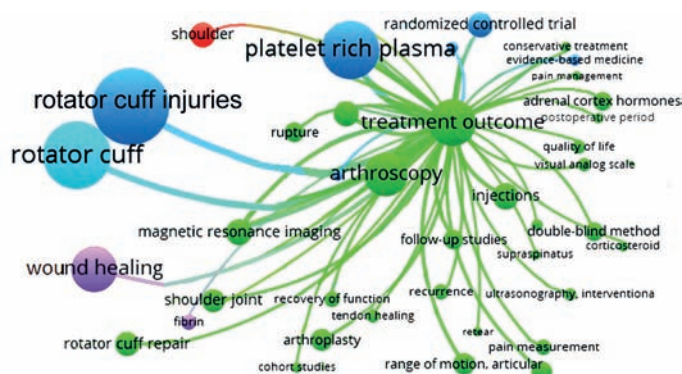 shoulder
randomized controlled trial
platelet rich plasma
conservative treatment
evidence-based medicine
pain management
rotator cuff injuries
adrenal cortex hormones
treatment outcome
postoperative period
rupture
rotator cuff
quality of life
visual analog scale
arthroscopy
injections
magnetic resonance imaging
double-blind method
follow-up studies
corticosteroid
supraspinatus
wound healing
recurrence
ultrasonography, interventiona
shoulder joint
recovery of function
tendon healing
fibrin
retear
rotator cuff repair
arthroplasty
pain measurement
range of motion, articular
cohort studies